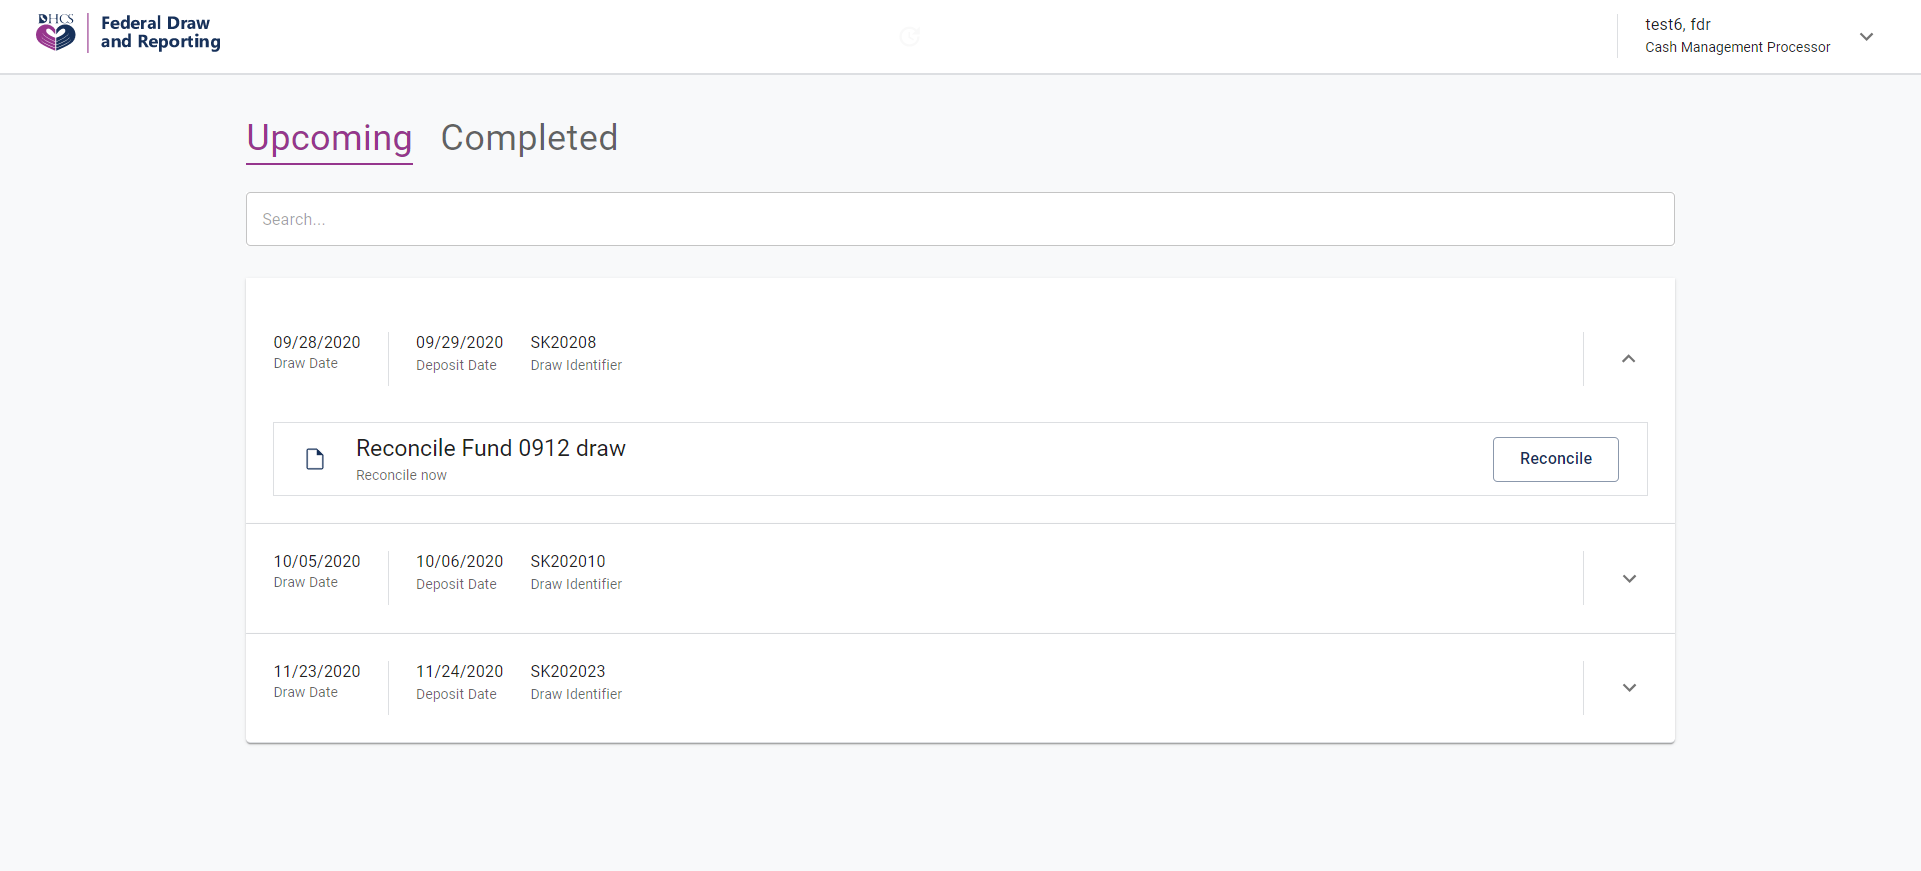 DHCS
Federal Draw
and Reporting
test6, fdr
Cash Management Processor
Upcoming Completed
Search...
09/28/2020 09/29/2020 SK20208
Draw Date Deposit Date Draw Identifier
Reconcile Fund 0912 draw
Reconcile now
Reconcile
10/05/2020 10/06/2020 SK202010
Draw Date Deposit Date Draw Identifier
11/23/2020 11/24/2020 SK202023
Draw Date Deposit Date Draw Identifier